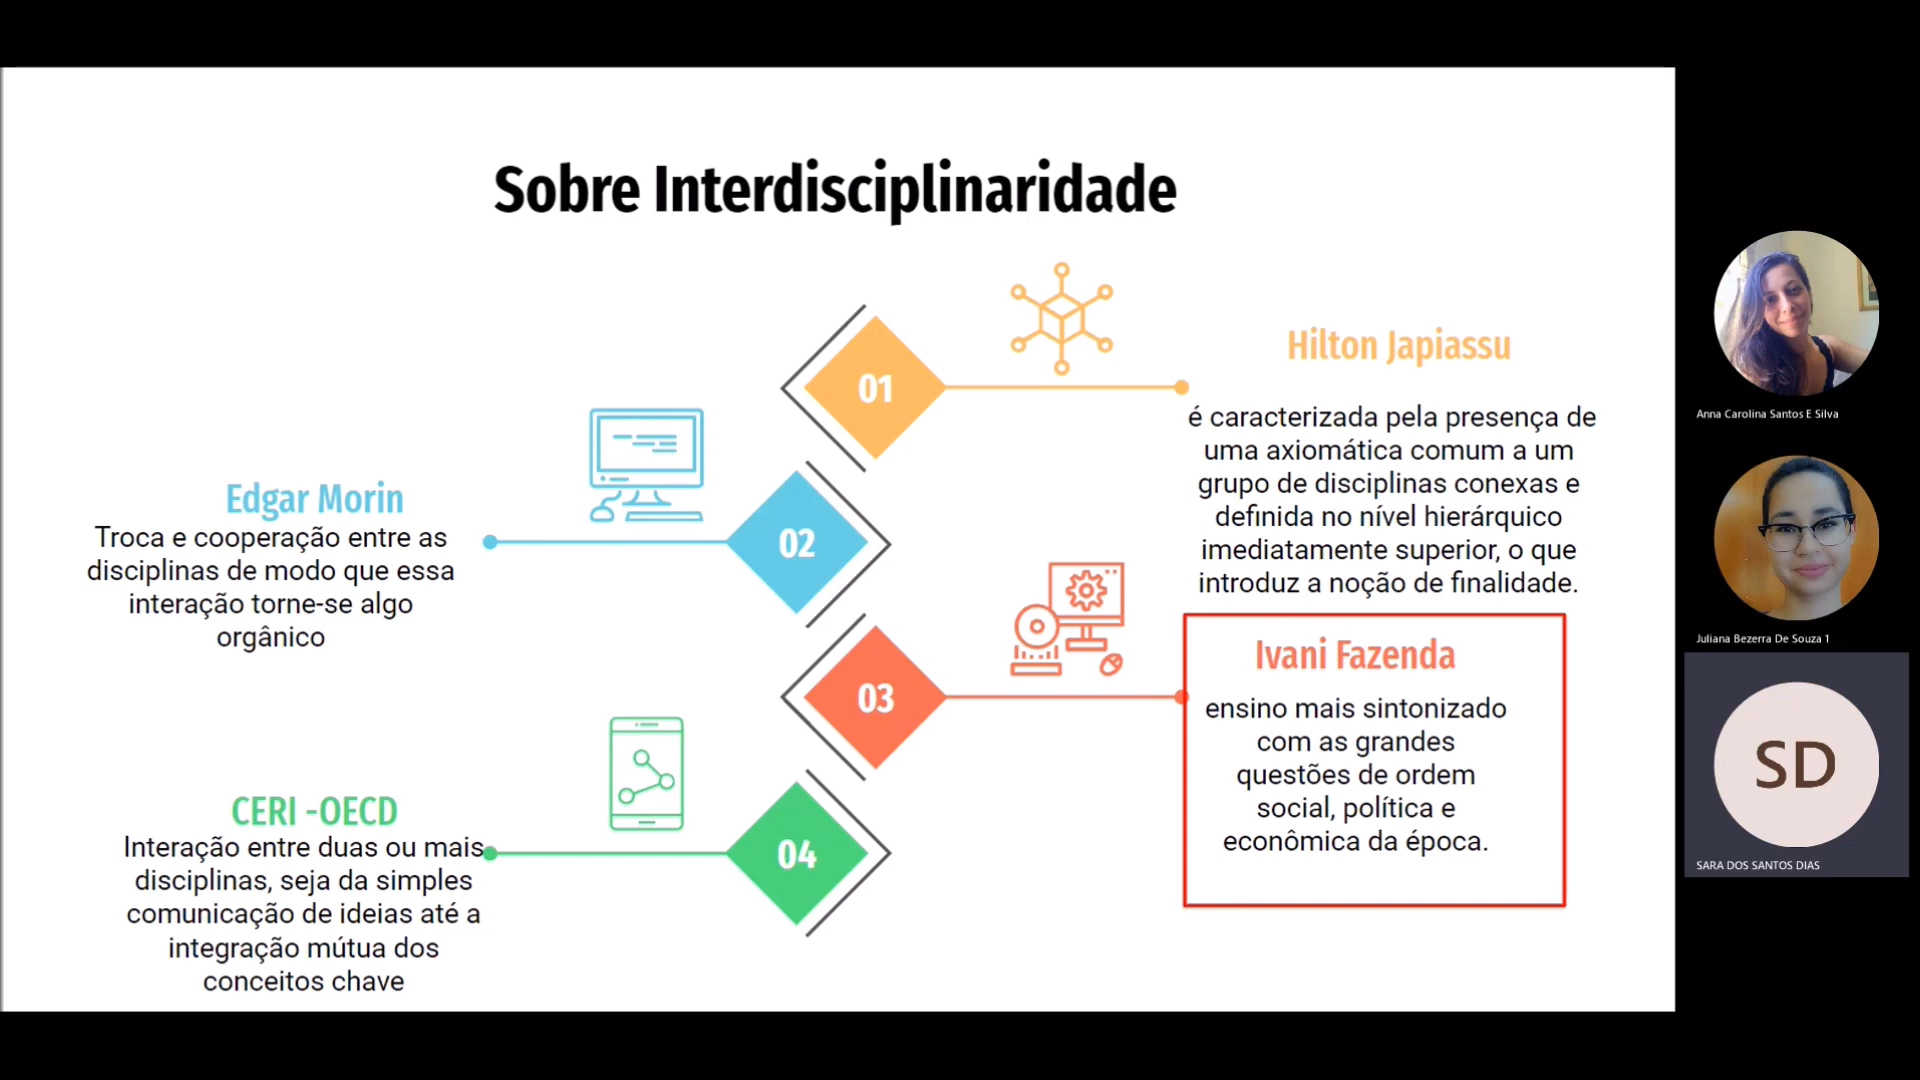 Sobre Interdisciplinaridade
01
Hilton Japiassu
é caracterizada pela presença de
uma axiomática comum a um
grupo de disciplinas conexas e
definida no nível hierárquico
imediatamente superior, o que
introduz a noção de finalidade.
02
Edgar Morin
Troca e cooperação entre as
disciplinas de modo que essa
interação torne-se algo
orgânico
03
Ivani Fazenda
ensino mais sintonizado
com as grandes
questões de ordem
social, política e
econômica da época.
04
CERI -OECD
Interação entre duas ou mais
disciplinas, seja da simples
comunicação de ideias até a
integração mútua dos
conceitos chave
Anna Carolina Santos E Silva
Juliana Bezerra De Souza 1
SD
SARA DOS SANTOS DIAS